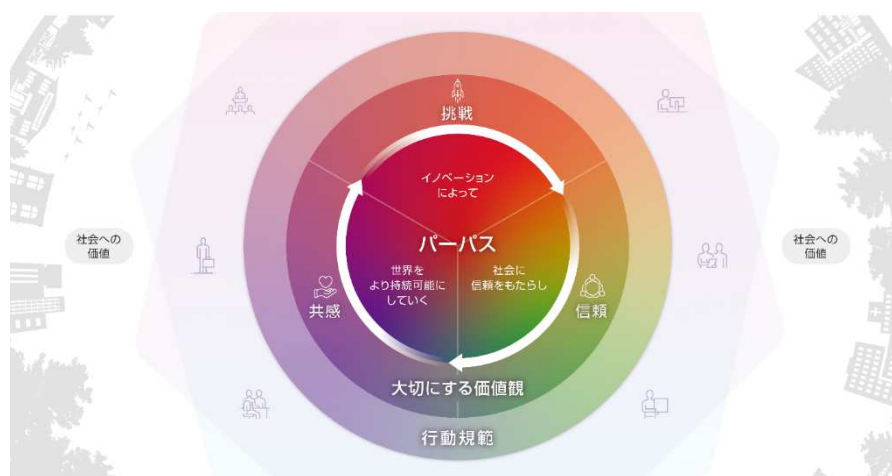 挑戦
イノベーション
によって
パーパス
社会への
価値
世界を
より持続可能に
していく
社会に
信頼をもたらし
社会への
価値
共感
信頼
大切にする価値観
行動規範